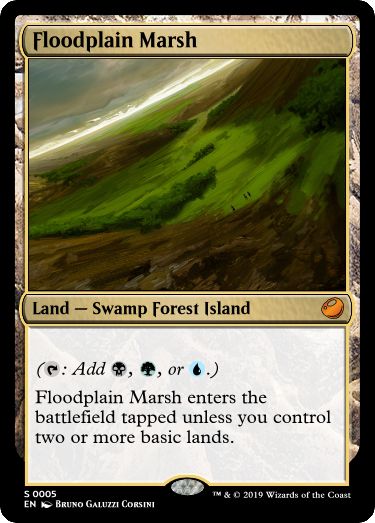 Floodplain Marsh
Land — Swamp Forest Island
(: Add , , or .)
Floodplain Marsh enters the
battlefield tapped unless you control
two or more basic lands.
S 0005
EN Bruno Galuzzi Corsini
™ & © 2019 Wizards of the Coast